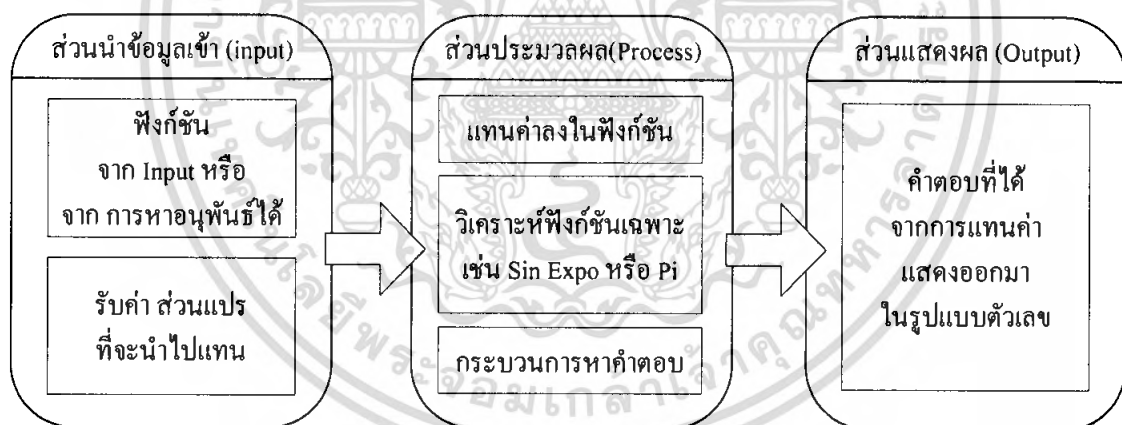 ส่วนนำข้อมูลเข้า (input)
ฟังก์ชัน
จาก Input หรือ
จาก การหาอนุพันธ์ได้
รับค่า ส่วนแปร
ที่จะนำไปแทน
ส่วนประมวลผล(Process)
แทนค่าลงในฟังก์ชัน
วิเคราะห์ฟังก์ชันเฉพาะ
เช่น Sin Expo หรือ Pi
กระบวนการหาคำตอบ
ส่วนแสดงผล (Output)
คำตอบที่ได้
จากการแทนค่า
แสดงออกมา
ในรูปแบบตัวเลข